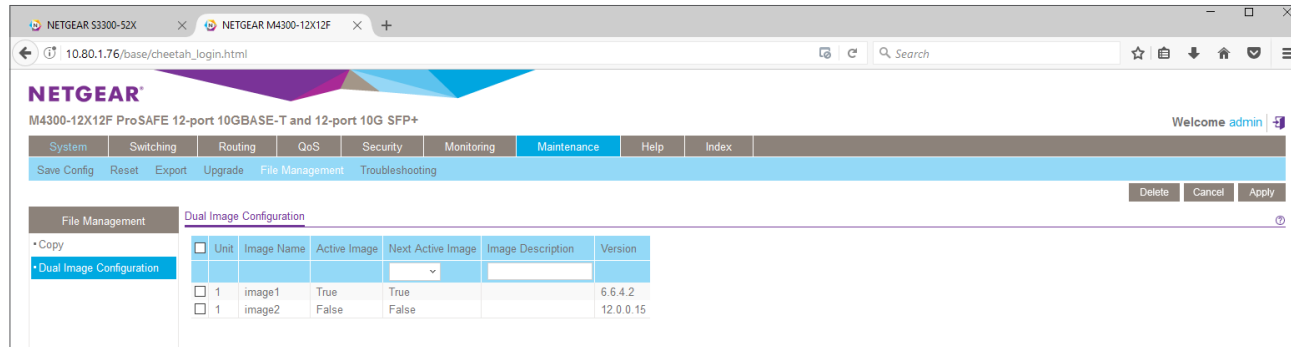 NETGEAR S3300-52X NETGEAR M4300-12X12F
10.80.1.76/base/cheetah_login.html Search
NETGEAR®
M4300-12X12F ProSAFE 12-port 10GBASE-T and 12-port 10G SFP+ Welcome admin
System Switching Routing QoS Security Monitoring Maintenance Help Index
Save Config Reset Export Upgrade File Management Troubleshooting
Delete Cancel Apply
File Management Dual Image Configuration
•Copy
•Dual Image Configuration
Unit Image Name Active Image Next Active Image Image Description Version
1 image1 True True 6.6.4.2
1 image2 False False 12.0.0.15